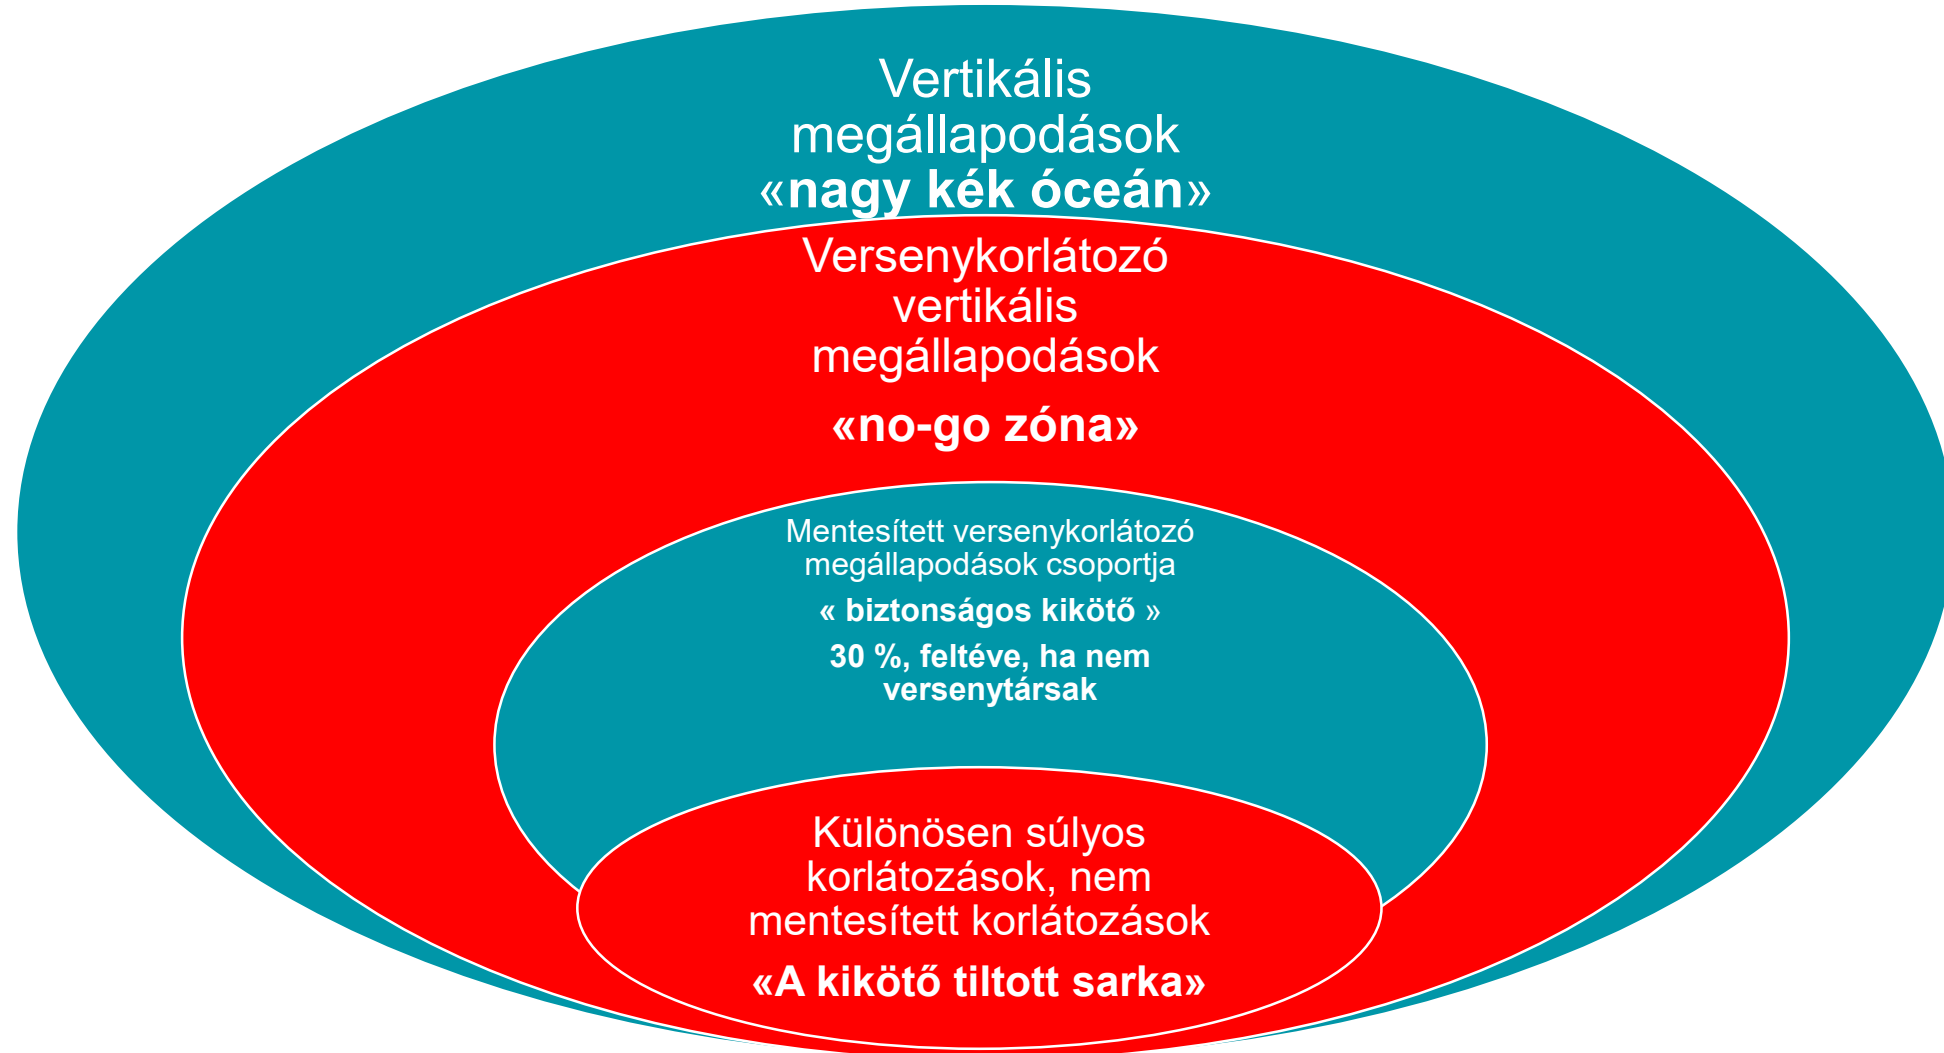 Vertikális
megállapodások
«nagy kék óceán»
Versenykorlátozó
vertikális
megállapodások
«no-go zóna»
Mentesített versenykorlátozó
megállapodások csoportja
« biztonságos kikötő »
30 %, feltéve, ha nem
versenytársak
Különösen súlyos
korlátozások, nem
mentesített korlátozások
«A kikötő tiltott sarka»